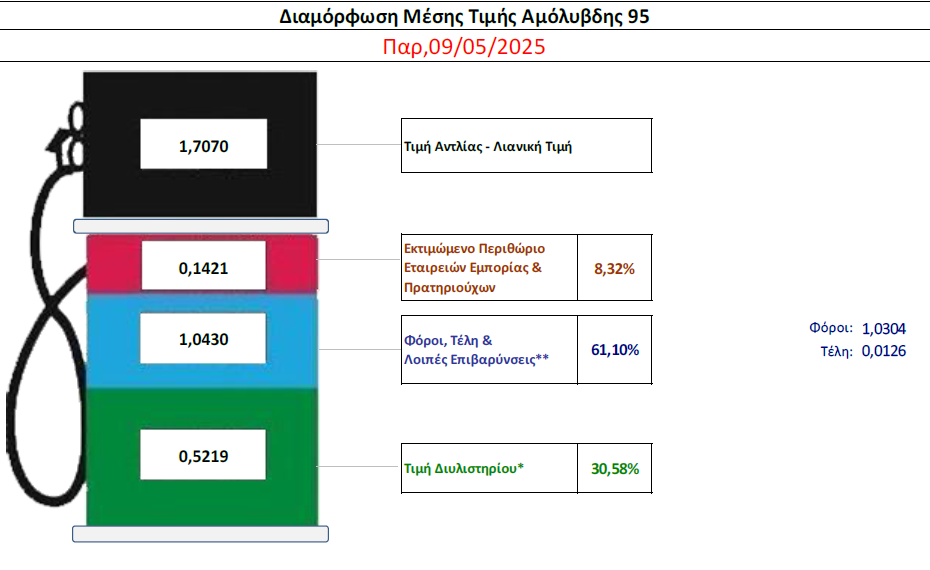 Διαμόρφωση Μέσης Τιμής Αμόλυβδης 95
Παρ,09/05/2025
1,7070
Τιμή Αντλίας - Λιανική Τιμή
0,1421
Εκτιμώμενο Περιθώριο
Εταιρειών Εμπορίας &
Πρατηριούχων
8,32%
1,0430
Φόροι, Τέλη &
Λοιπές Επιβαρύνσεις**
61,10%
Φόροι: 1,0304
Τέλη: 0,0126
0,5219
Τιμή Διυλιστηρίου*
30,58%